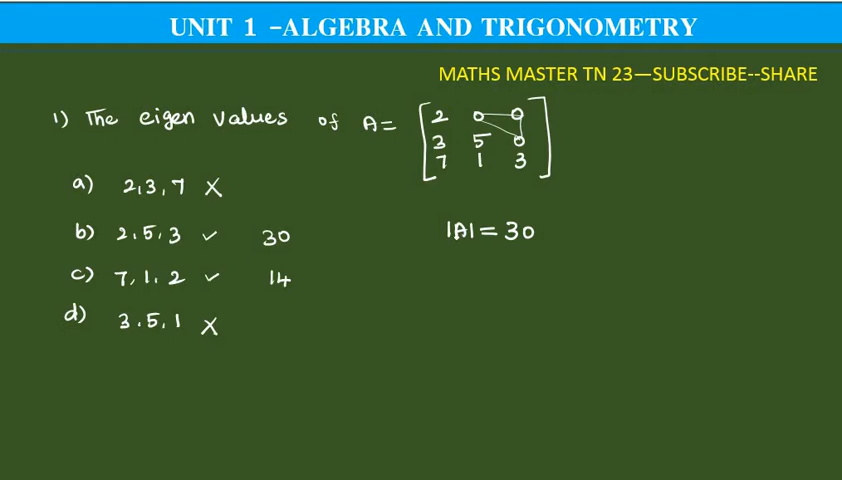 UNIT 1 -ALGEBRA AND TRIGONOMETRY
MATHS MASTER TN 23—SUBSCRIBE--SHARE
1) The eigen values of A= [2 0 0
3 5 0
7 1 3]
a) 2,3,7 X
b) 2,5,3 ✓ 30
|A| = 30
c) 7,1,2 ✓ 14
d) 3,5,1 X